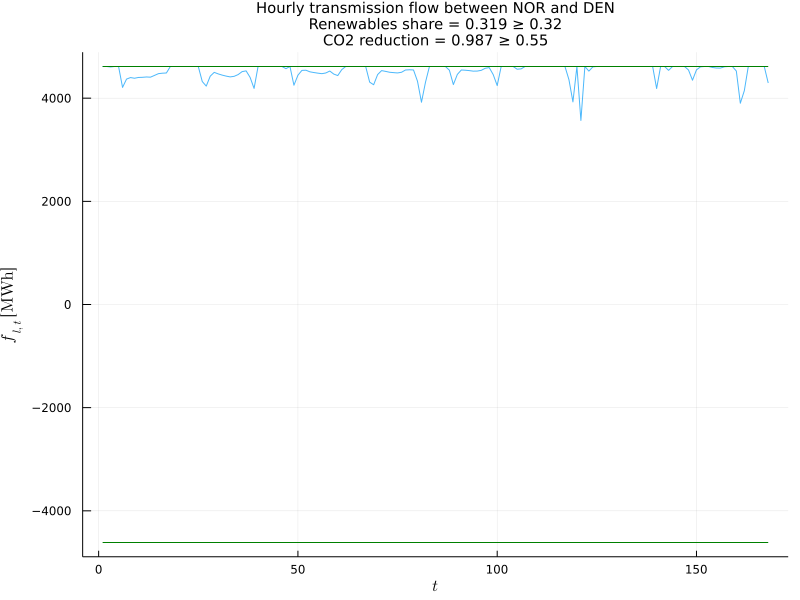 Hourly transmission flow between NOR and DEN
Renewables share = 0.319 ≥ 0.32
CO2 reduction = 0.987 ≥ 0.55
4000
2000
0
−2000
−4000
f_{l,t} [MWh]
0 50 100 150
t